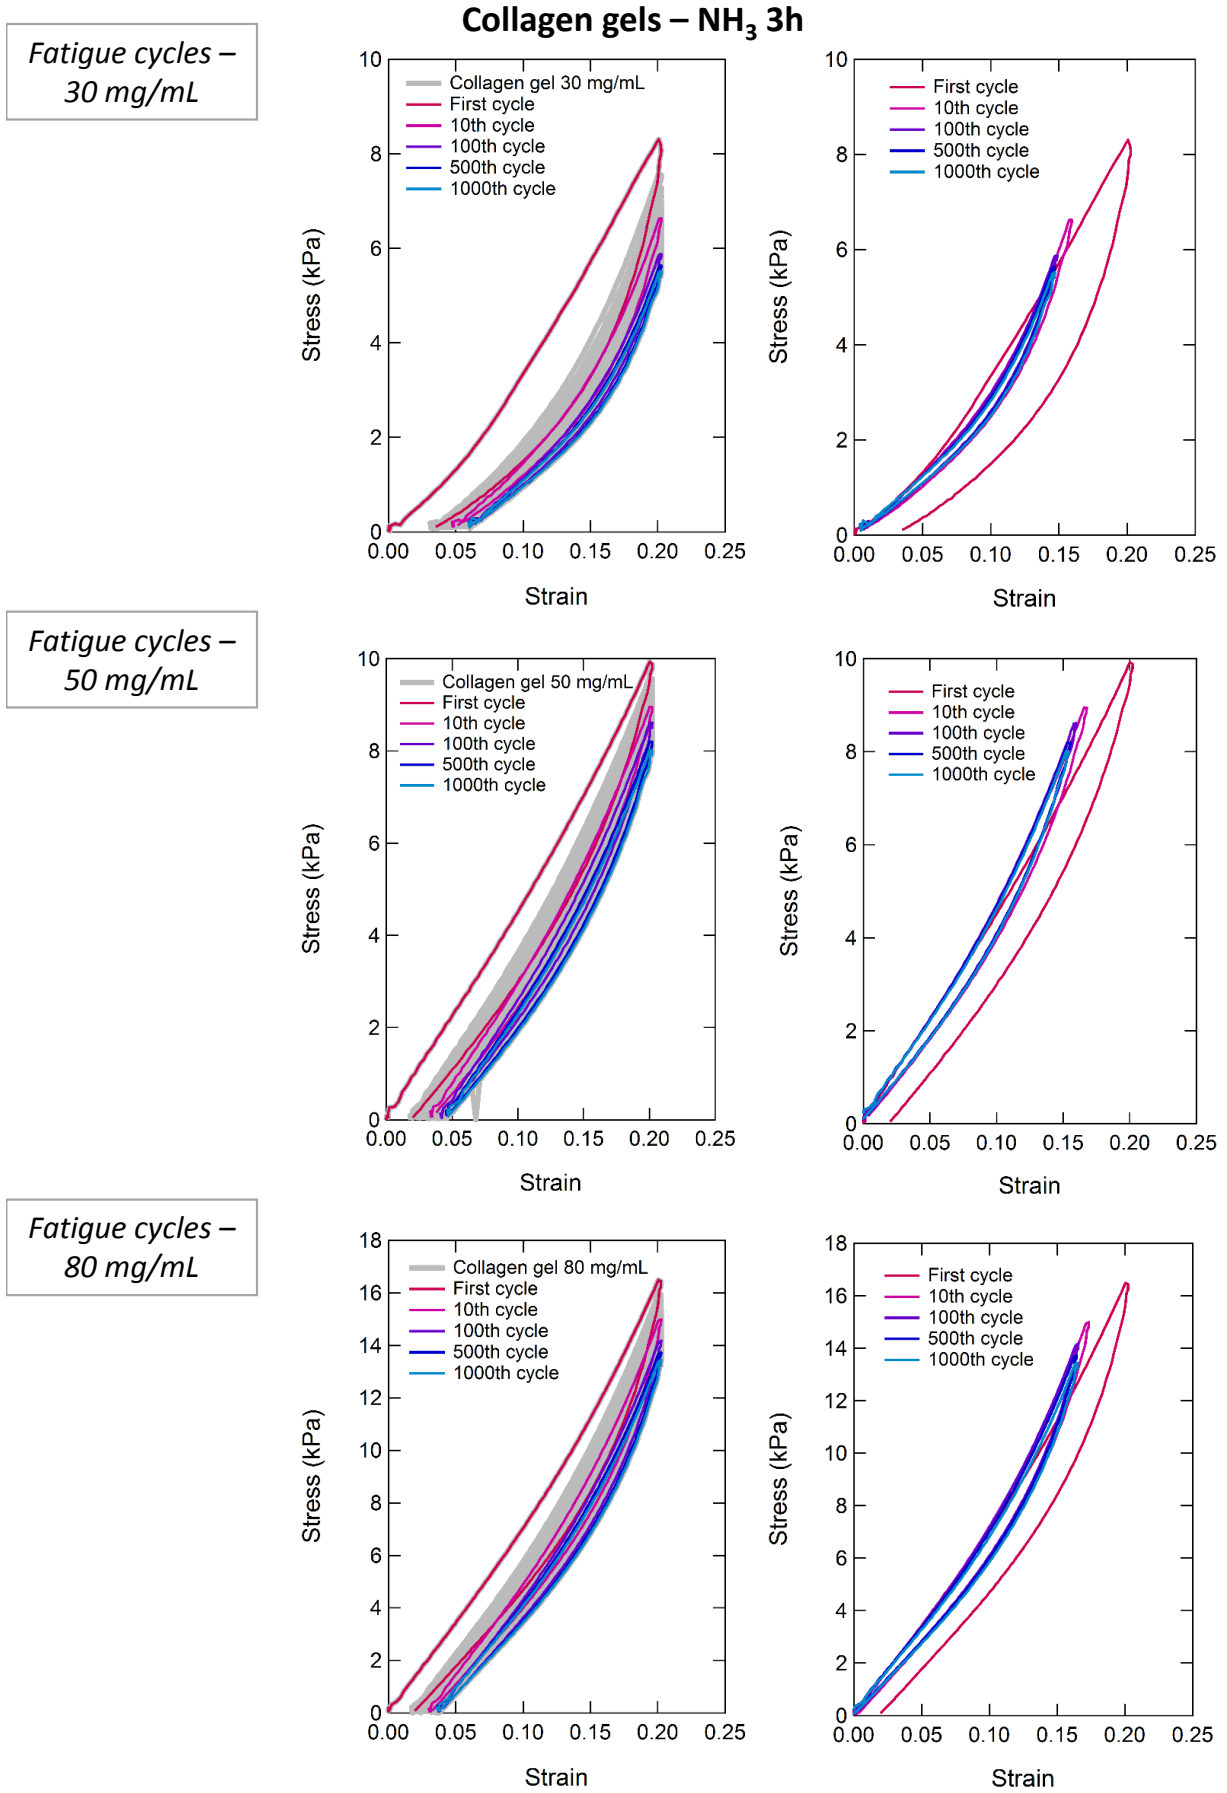 Collagen gels – NH3 3h
Fatigue cycles –
30 mg/mL
10
8
6
4
2
0
Stress (kPa)
Collagen gel 30 mg/mL
First cycle
10th cycle
100th cycle
500th cycle
1000th cycle
0.00 0.05 0.10 0.15 0.20 0.25
Strain
10
8
6
4
2
0
Stress (kPa)
First cycle
10th cycle
100th cycle
500th cycle
1000th cycle
0.00 0.05 0.10 0.15 0.20 0.25
Strain
Fatigue cycles –
50 mg/mL
10
8
6
4
2
0
Stress (kPa)
Collagen gel 50 mg/mL
First cycle
10th cycle
100th cycle
500th cycle
1000th cycle
0.00 0.05 0.10 0.15 0.20 0.25
Strain
10
8
6
4
2
0
Stress (kPa)
First cycle
10th cycle
100th cycle
500th cycle
1000th cycle
0.00 0.05 0.10 0.15 0.20 0.25
Strain
Fatigue cycles –
80 mg/mL
18
16
14
12
10
8
6
4
2
0
Stress (kPa)
Collagen gel 80 mg/mL
First cycle
10th cycle
100th cycle
500th cycle
1000th cycle
0.00 0.05 0.10 0.15 0.20 0.25
Strain
18
16
14
12
10
8
6
4
2
0
Stress (kPa)
First cycle
10th cycle
100th cycle
500th cycle
1000th cycle
0.00 0.05 0.10 0.15 0.20 0.25
Strain